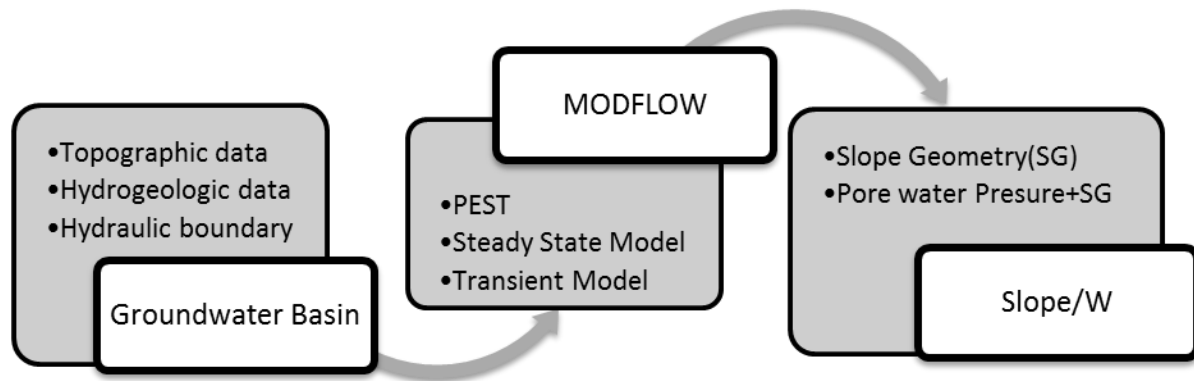 •Topographic data
•Hydrogeologic data
•Hydraulic boundary
Groundwater Basin
MODFLOW
•PEST
•Steady State Model
•Transient Model
•Slope Geometry(SG)
•Pore water Presure+SG
Slope/W